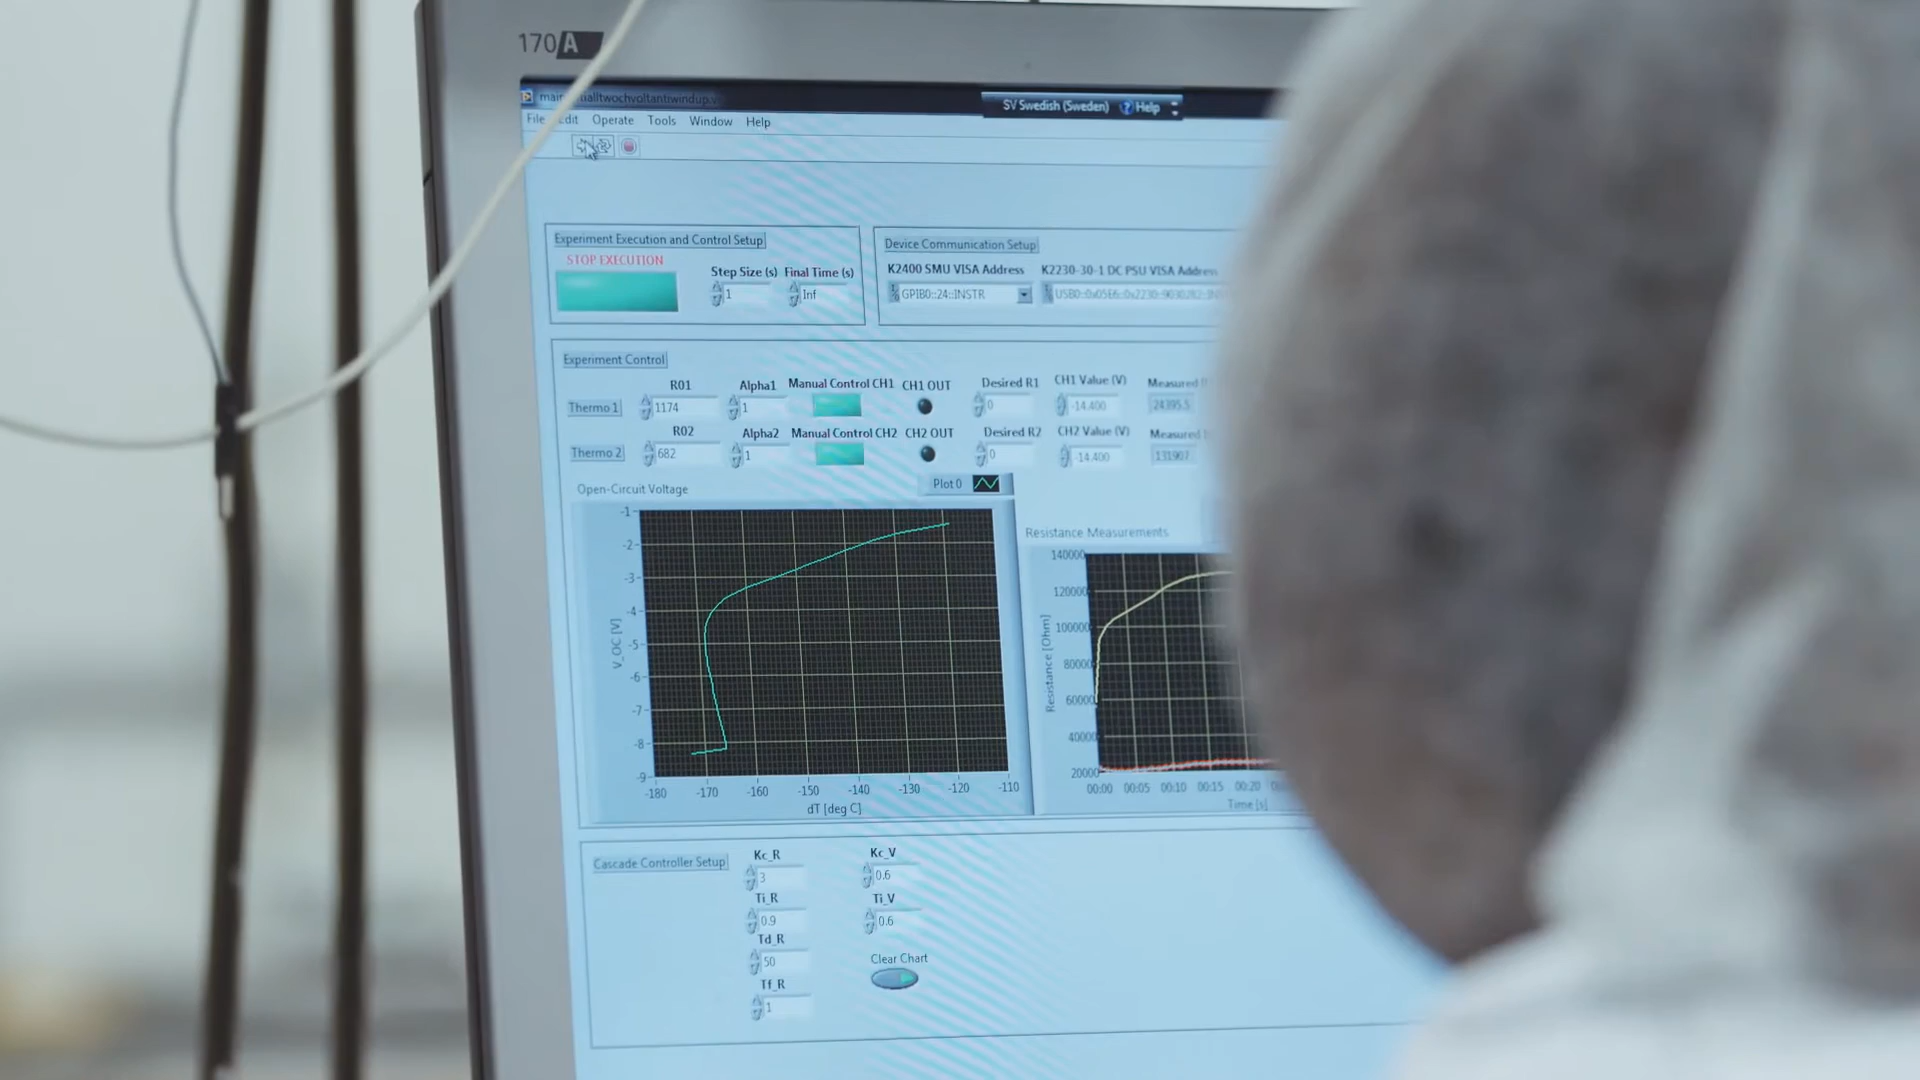 170A
SV Swedish (Sweden) Help
File Edit Operate Tools Window Help
Experiment Execution and Control Setup
STOP EXECUTION
Step Size (s) Final Time (s)
1 Inf
Device Communication Setup
K2400 SMU VISA Address K2230-30-1 DC PSU VISA Address
GPIB0::24::INSTR
Experiment Control
R01 Alpha1 Manual Control CH1 CH1 OUT Desired R1 CH1 Value (V) Measured
Thermo 1 1174 1 0 -14.400 24395.5
R02 Alpha2 Manual Control CH2 CH2 OUT Desired R2 CH2 Value (V) Measured
Thermo 2 682 1 0 -14.400 131907
Open-Circuit Voltage
Plot 0
-1
-2
-3
-4
-5
-6
-7
-8
-9
V_OC [V]
-180 -170 -160 -150 -140 -130 -120 -110
dT [deg C]
Resistance Measurements
140000
120000
100000
80000
60000
40000
20000
Resistance [Ohm]
00:00 00:05 00:10 00:15 00:20
Time [s]
Cascade Controller Setup
Kc_R Kc_V
3 0.6
Ti_R Ti_V
0.9 0.6
Td_R
50
Clear Chart
Tf_R
1